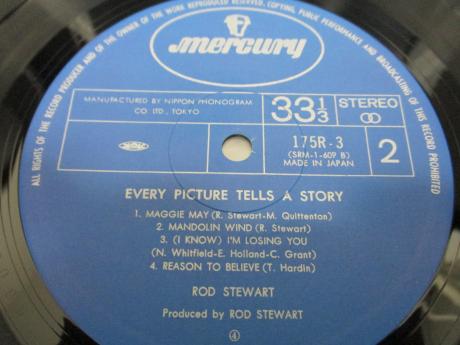 ALL RIGHTS OF THE RECORD PRODUCER AND OF THE OWNER OF THE WORK REPRODUCED RESERVED. COPYING, PUBLIC PERFORMANCE AND BROADCASTING OF THIS RECORD PROHIBITED
mercury
MANUFACTURED BY NIPPON PHONOGRAM
CO LTD., TOKYO
33 1/3
STEREO
175R-3
(SRM-1-609 B)
MADE IN JAPAN
2
EVERY PICTURE TELLS A STORY
1. MAGGIE MAY (R. Stewart-M. Quittenton)
2. MANDOLIN WIND (R. Stewart)
3. (I KNOW) I'M LOSING YOU
(N. Whitfield-E. Holland-C. Grant)
4. REASON TO BELIEVE (T. Hardin)
ROD STEWART
Produced by ROD STEWART
④